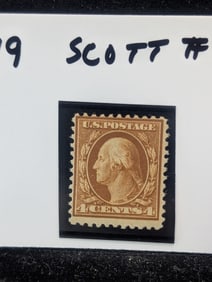 9 SCOTT #
U.S. POSTAGE
4 CENTS 4